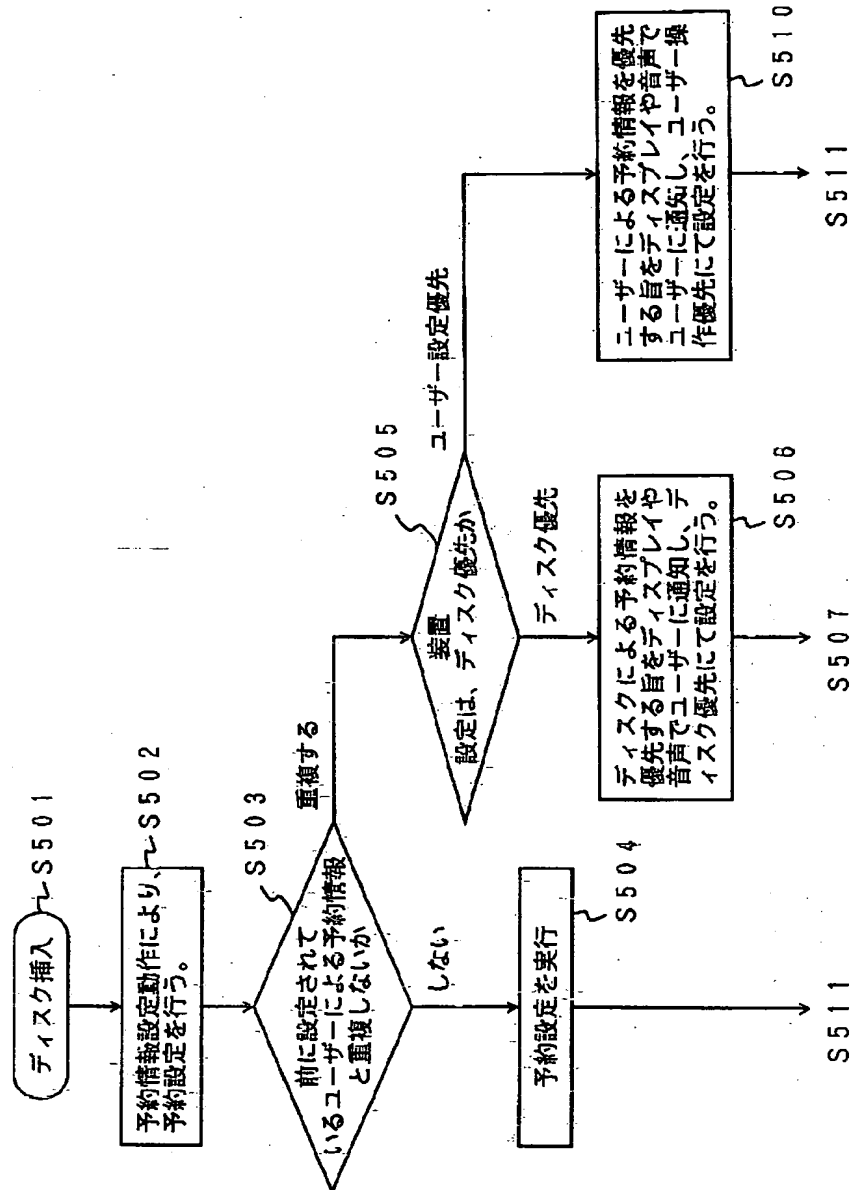 ディスク挿入
S501
予約情報設定動作により、
予約設定を行う。
S502
前に設定されて
いるユーザーによる予約情報
と重複しないか
S503
重複する
しない
予約設定を実行
S504
S511
装置
設定は、ディスク優先か
S505
ユーザー設定優先
ディスク優先
ディスクによる予約情報を
優先する旨をディスプレイや
音声でユーザーに通知し、デ
ィスク優先にて設定を行う。
S506
S507
ユーザーによる予約情報を優先
する旨をディスプレイや音声で
ユーザーに通知し、ユーザー操
作優先にて設定を行う。
S510
S511